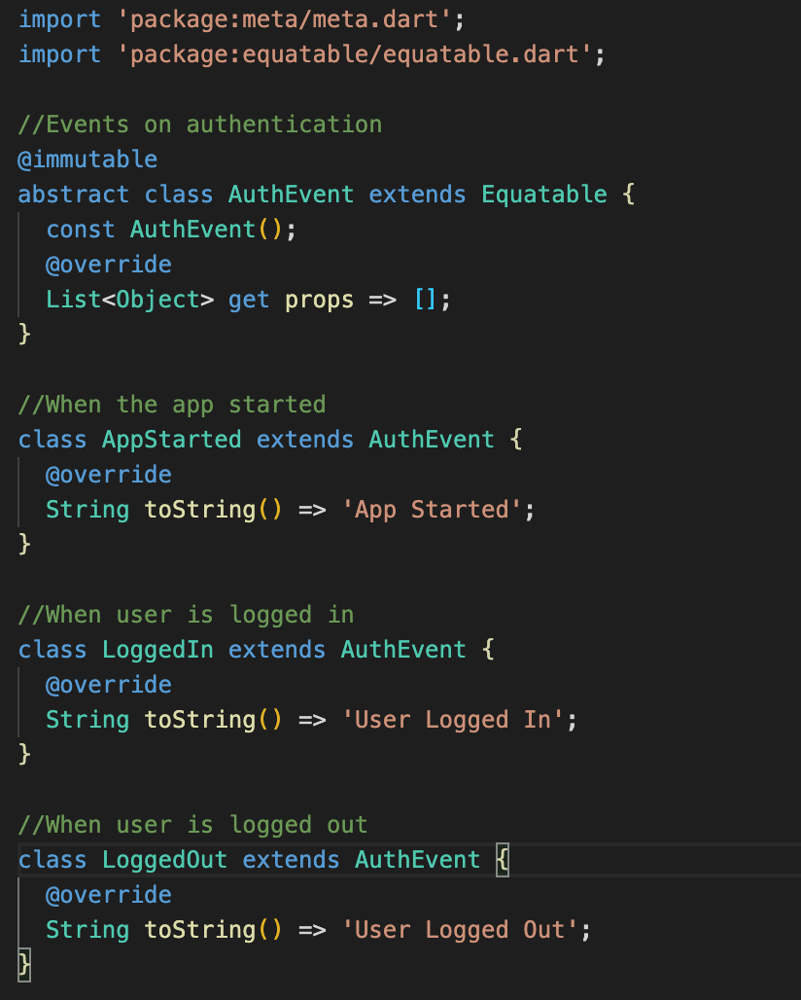 import 'package:meta/meta.dart';
import 'package:equatable/equatable.dart';

//Events on authentication
@immutable
abstract class AuthEvent extends Equatable {
  const AuthEvent();
  @override
  List<Object> get props => [];
}

//When the app started
class AppStarted extends AuthEvent {
  @override
  String toString() => 'App Started';
}

//When user is logged in
class LoggedIn extends AuthEvent {
  @override
  String toString() => 'User Logged In';
}

//When user is logged out
class LoggedOut extends AuthEvent {
  @override
  String toString() => 'User Logged Out';
}